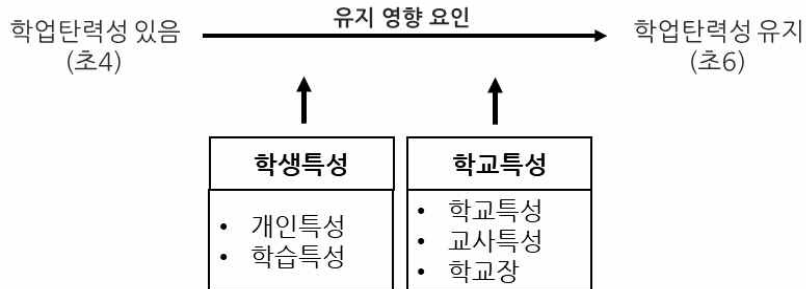 유지 영향 요인
학업탄력성 있음
(초4)
학업탄력성 유지
(초6)
학생특성
• 개인특성
• 학습특성
학교특성
• 학교특성
• 교사특성
• 학교장